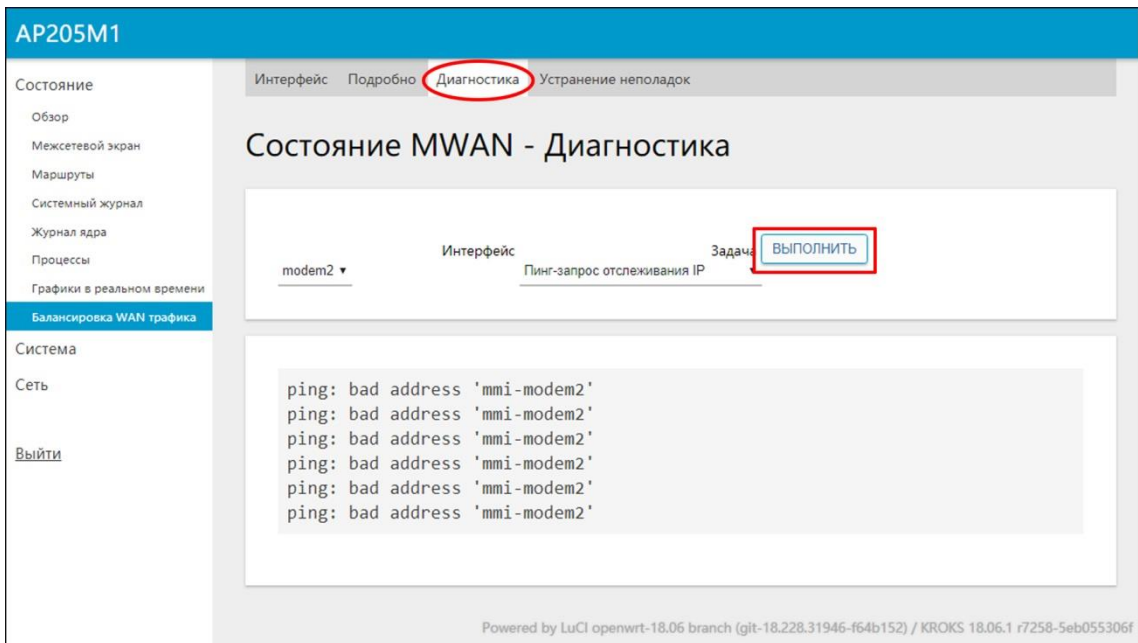 AP205M1
Состояние
Обзор
Межсетевой экран
Маршруты
Системный журнал
Журнал ядра
Процессы
Графики в реальном времени
Балансировка WAN трафика
Система
Сеть
Выйти
Интерфейс Подробно Диагностика Устранение неполадок
Состояние MWAN - Диагностика
Интерфейс Задача ВЫПОЛНИТЬ
modem2 ▾ Пинг-запрос отслеживания IP ▾
ping: bad address 'mmi-modem2'
ping: bad address 'mmi-modem2'
ping: bad address 'mmi-modem2'
ping: bad address 'mmi-modem2'
ping: bad address 'mmi-modem2'
ping: bad address 'mmi-modem2'
Powered by LuCI openwrt-18.06 branch (git-18.228.31946-f64b152) / KROKS 18.06.1 r7258-5eb055306f